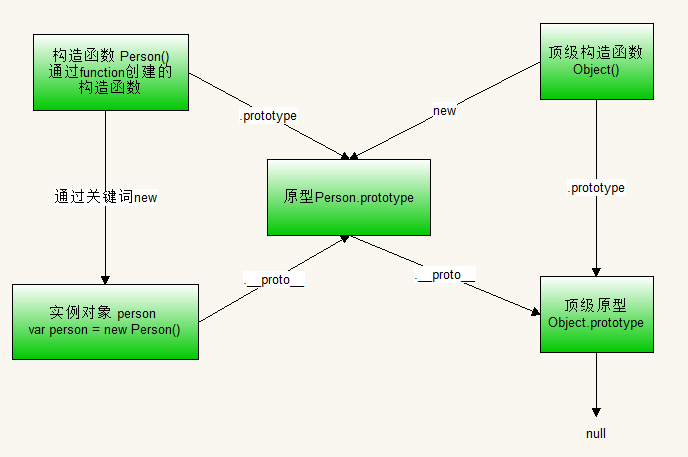 构造函数 Person()
通过function创建的
构造函数
顶级构造函数
Object()
.prototype
new
原型Person.prototype
.prototype
通过关键词new
.__proto__
.__proto__
实例对象 person
var person = new Person()
顶级原型
Object.prototype
null